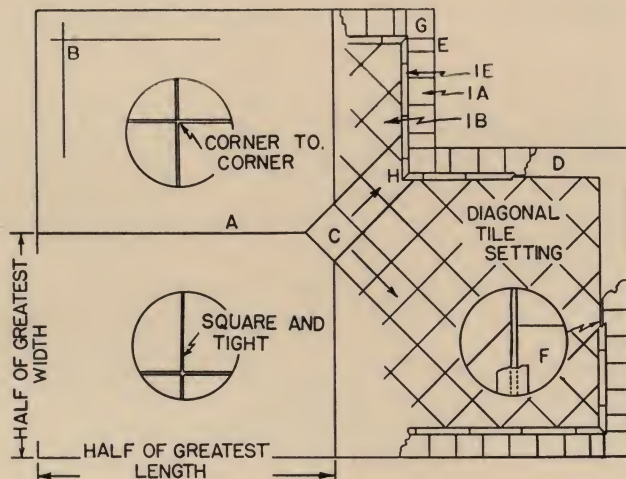 G
E
B
1E
1A
1B
CORNER TO.
CORNER
D
H
DIAGONAL
TILE
SETTING
A
C
SQUARE AND
TIGHT
F
HALF OF GREATEST
WIDTH
HALF OF GREATEST
LENGTH